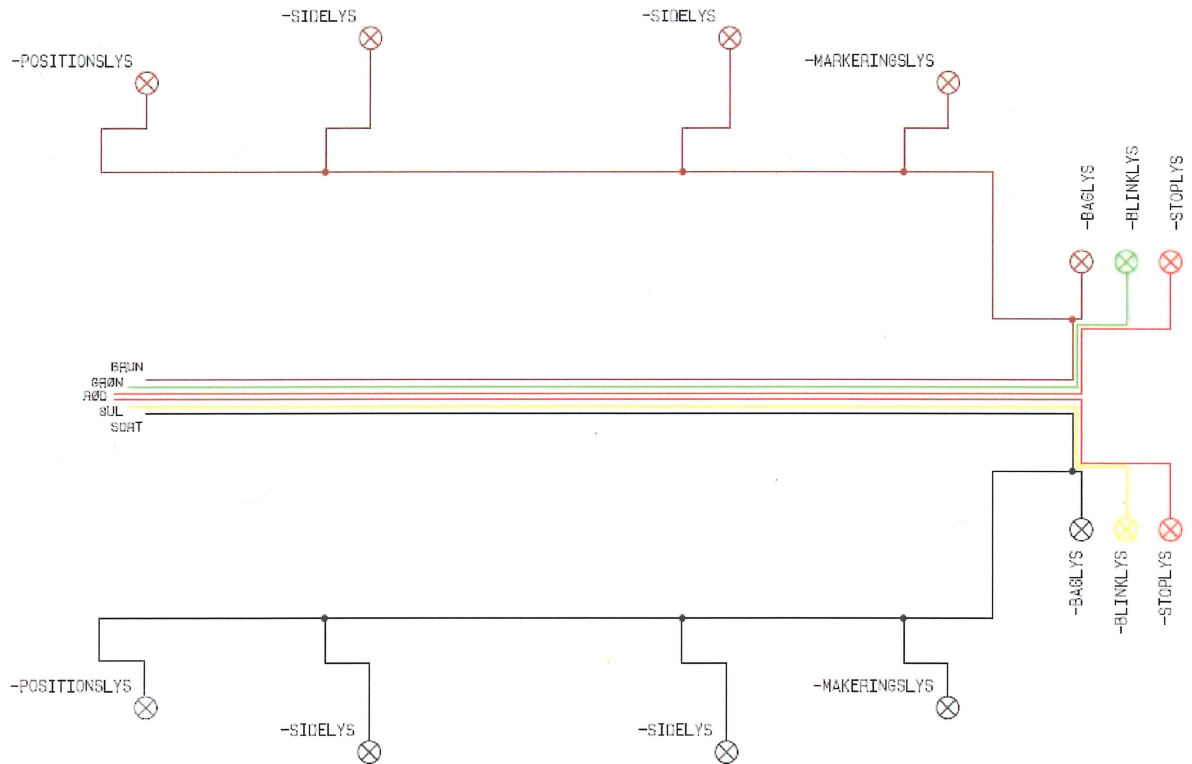 -SIDELYS
-SIDELYS
-POSITIONSLYS
-MARKERINGSLYS
-BAGLYS
-BLINKLYS
-STOPLYS
BRUN
GRØN
RØD
GUL
SORT
-BAGLYS
-BLINKLYS
-STOPLYS
-POSITIONSLYS
-MAKERINGSLYS
-SIDELYS
-SIDELYS